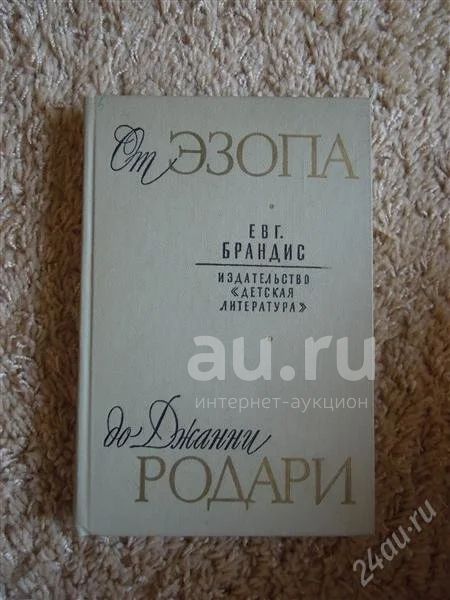 От ЭЗОПА
ЕВГ.
БРАНДИС
ИЗДАТЕЛЬСТВО
«ДЕТСКАЯ
ЛИТЕРАТУРА»
au.ru
интернет-аукцион
до Джанни
РОДАРИ
24au.ru